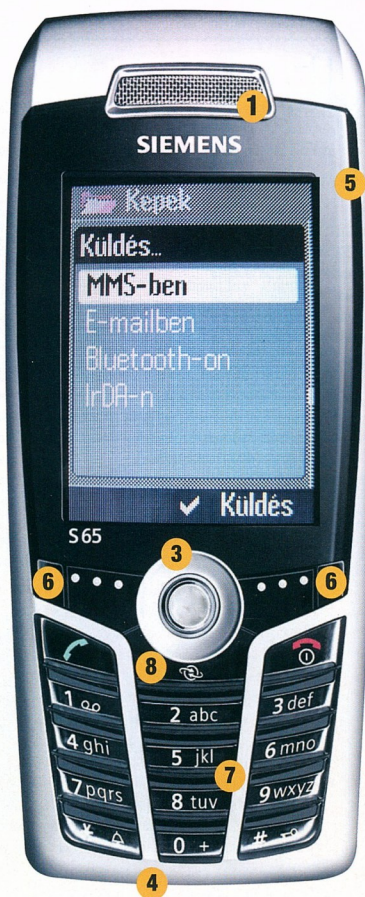 1
SIEMENS
5
Kepek
Küldés...
MMS-ben
E-mailben
Bluetooth-on
IrDA-n
✓ Küldés
S65
3
6 6
8
1 2 abc 3 def
4 ghi 5 jkl 6 mno
7
7 pqrs 8 tuv 9 wxyz
* 0 + #
4